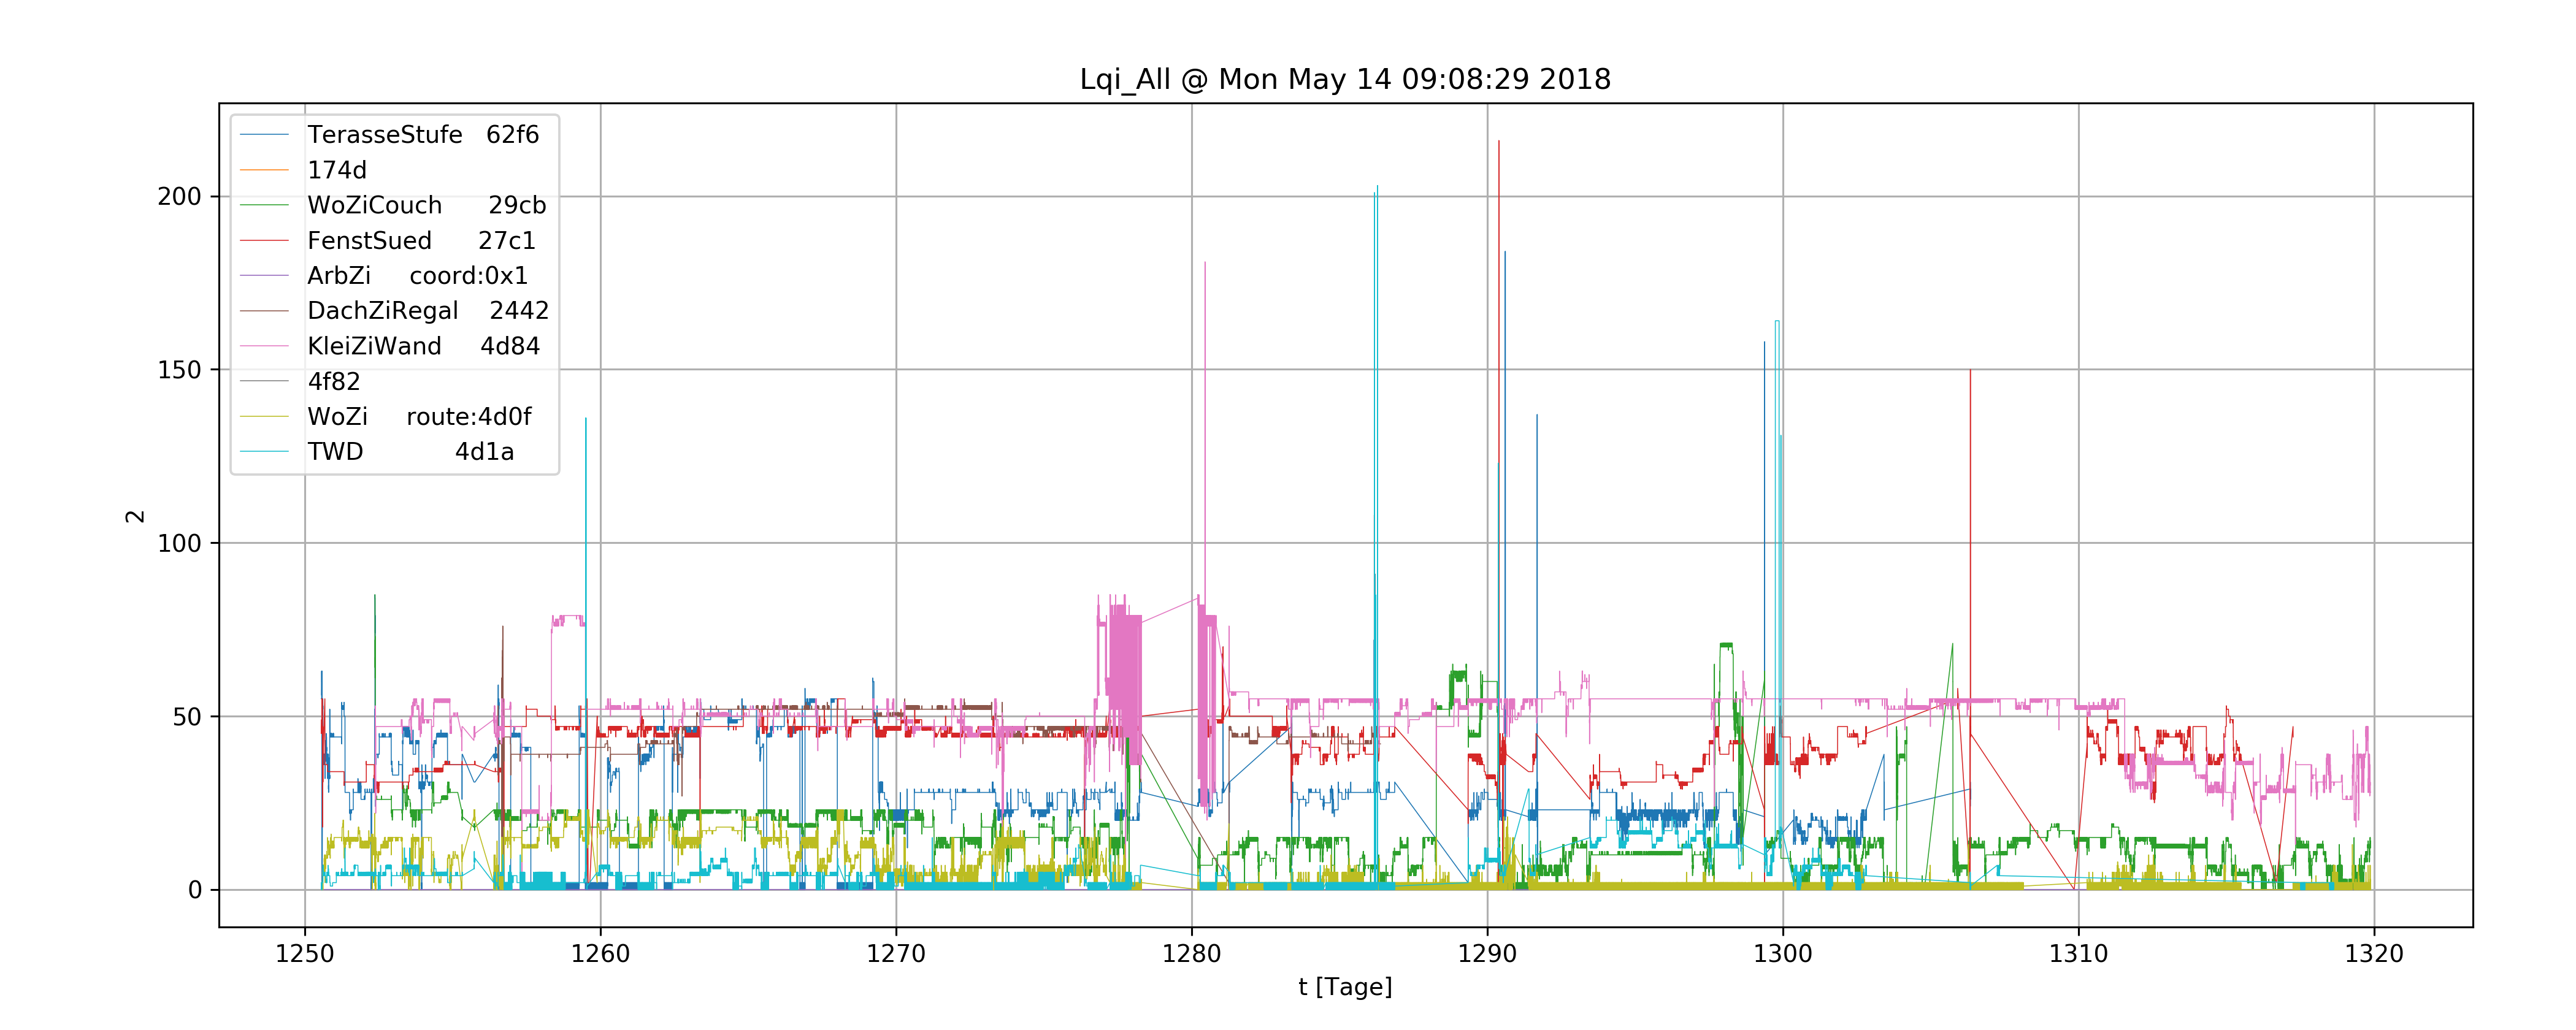 Lqi_All @ Mon May 14 09:08:29 2018
TerasseStufe 62f6
174d
WoZiCouch 29cb
FenstSued 27c1
ArbZi coord:0x1
DachZiRegal 2442
KleiZiWand 4d84
4f82
WoZi route:4d0f
TWD 4d1a
200
150
100
50
0
2
1250 1260 1270 1280 1290 1300 1310 1320
t [Tage]